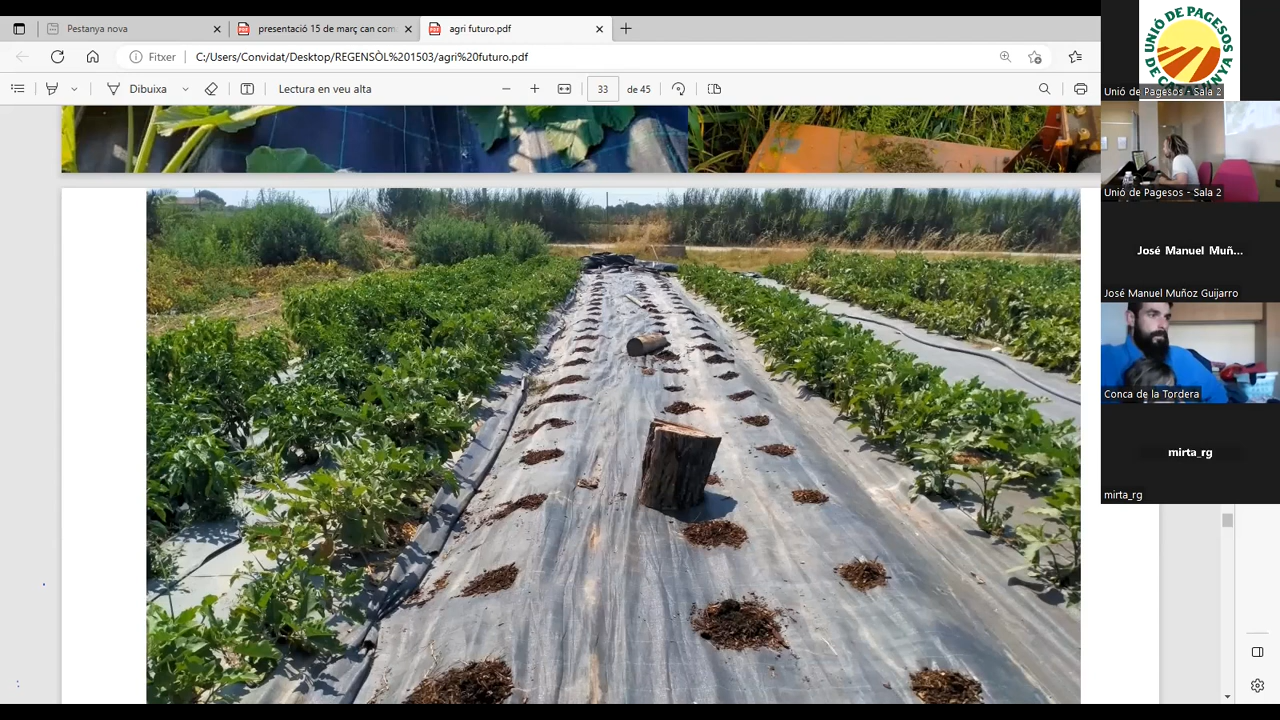 Pestanya nova
presentació 15 de març can com
agri futuro.pdf
Fitxer
C:/Users/Convidat/Desktop/REGENSÒL%201503/agri%20futuro.pdf
Dibuixa
Lectura en veu alta
33
de 45
UNIÓ DE PAGESOS
DE CATALUNYA
Unió de Pagesos - Sala 2
Unió de Pagesos - Sala 2
José Manuel Muñ...
José Manuel Muñoz Guijarro
Conca de la Tordera
mirta_rg
mirta_rg